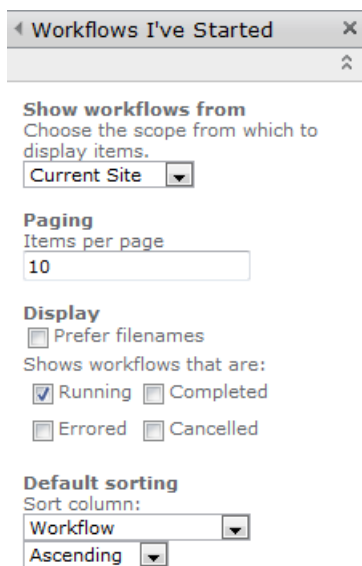 Workflows I've Started
Show workflows from
Choose the scope from which to
display items.
Current Site
Paging
Items per page
10
Display
Prefer filenames
Shows workflows that are:
Running Completed
Errored Cancelled
Default sorting
Sort column:
Workflow
Ascending